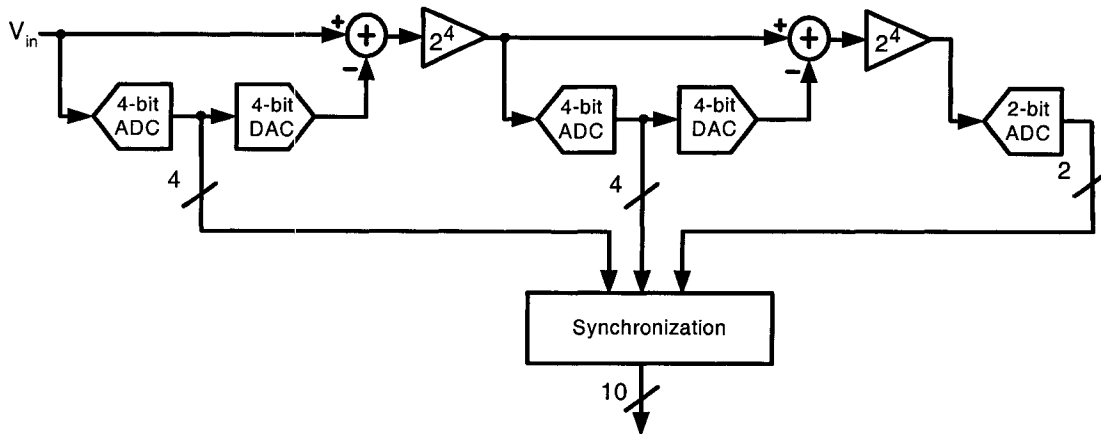 V_in
+
+
−
2⁴
4-bit
ADC
4-bit
DAC
4
+
+
−
2⁴
4-bit
ADC
4-bit
DAC
4
2-bit
ADC
2
Synchronization
10